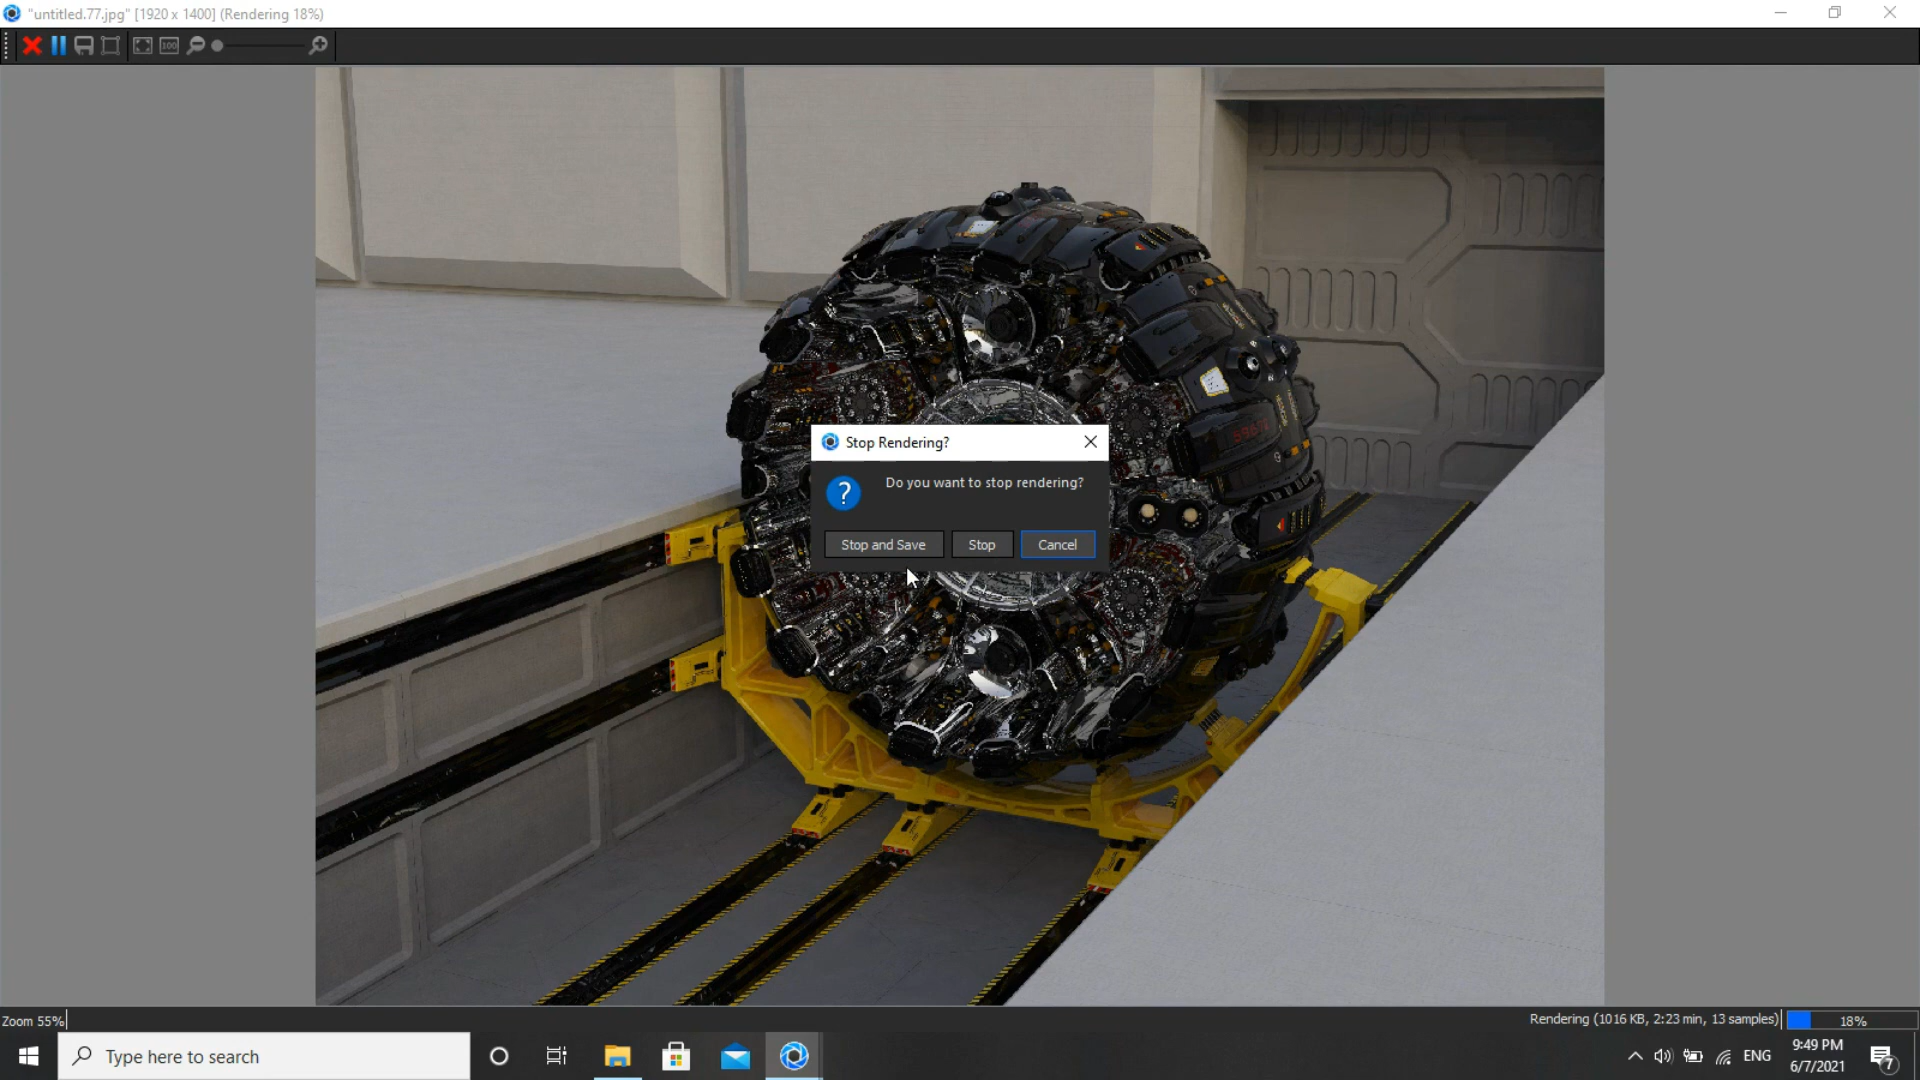 "untitled.77.jpg" [1920 x 1400] (Rendering 18%)
100
Stop Rendering?
?
Do you want to stop rendering?
Stop and Save
Stop
Cancel
Zoom 55%
Rendering (1016 KB, 2:23 min, 13 samples)
18%
Type here to search
ENG
9:49 PM
6/7/2021
7